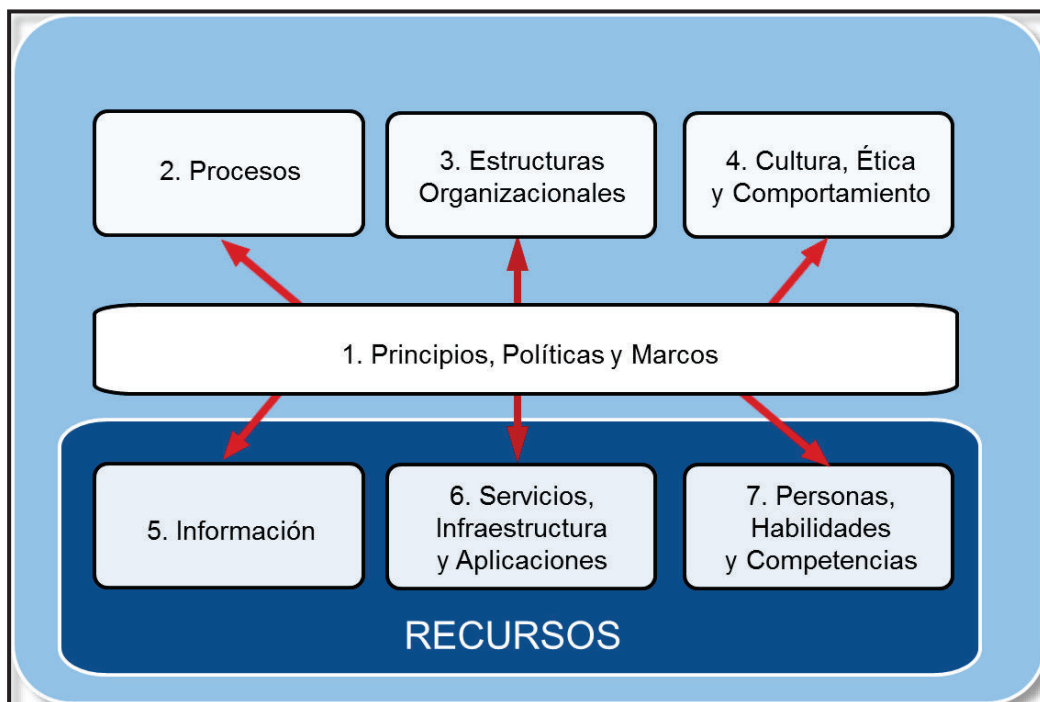 2. Procesos
3. Estructuras
Organizacionales
4. Cultura, Ética
y Comportamiento
1. Principios, Políticas y Marcos
5. Información
6. Servicios,
Infraestructura
y Aplicaciones
7. Personas,
Habilidades
y Competencias
RECURSOS